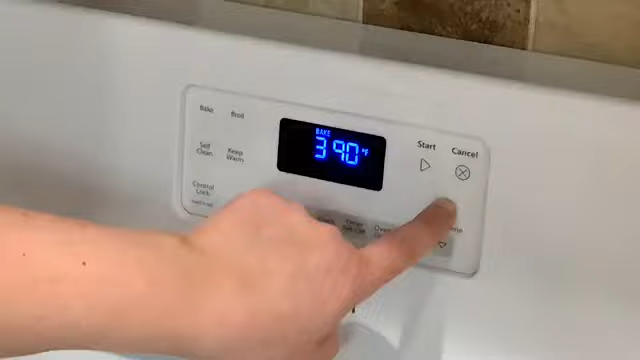 Bake
Broil
BAKE
390°F
Start
Cancel
Self
Clean
Keep
Warm
Control
Lock